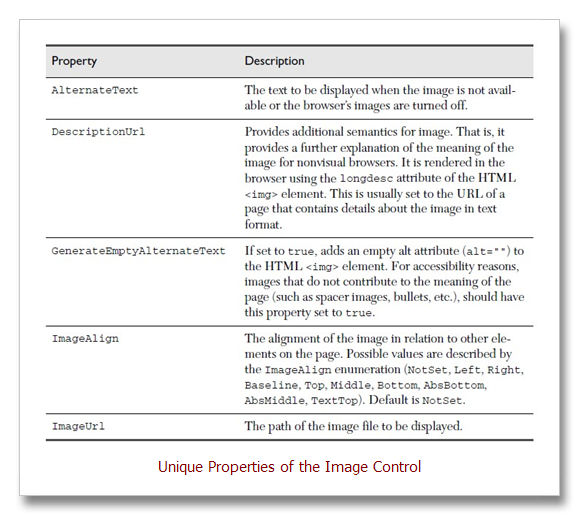 Property Description
AlternateText The text to be displayed when the image is not avail-
able or the browser's images are turned off.
DescriptionUrl Provides additional semantics for image. That is, it
provides a further explanation of the meaning of the
image for nonvisual browsers. It is rendered in the
browser using the longdesc attribute of the HTML
<img> element. This is usually set to the URL of a
page that contains details about the image in text
format.
GenerateEmptyAlternateText If set to true, adds an empty alt attribute (alt="") to
the HTML <img> element. For accessibility reasons,
images that do not contribute to the meaning of the
page (such as spacer images, bullets, etc.), should have
this property set to true.
ImageAlign The alignment of the image in relation to other ele-
ments on the page. Possible values are described by
the ImageAlign enumeration (NotSet, Left, Right,
Baseline, Top, Middle, Bottom, AbsBottom,
AbsMiddle, TextTop). Default is NotSet.
ImageUrl The path of the image file to be displayed.
Unique Properties of the Image Control